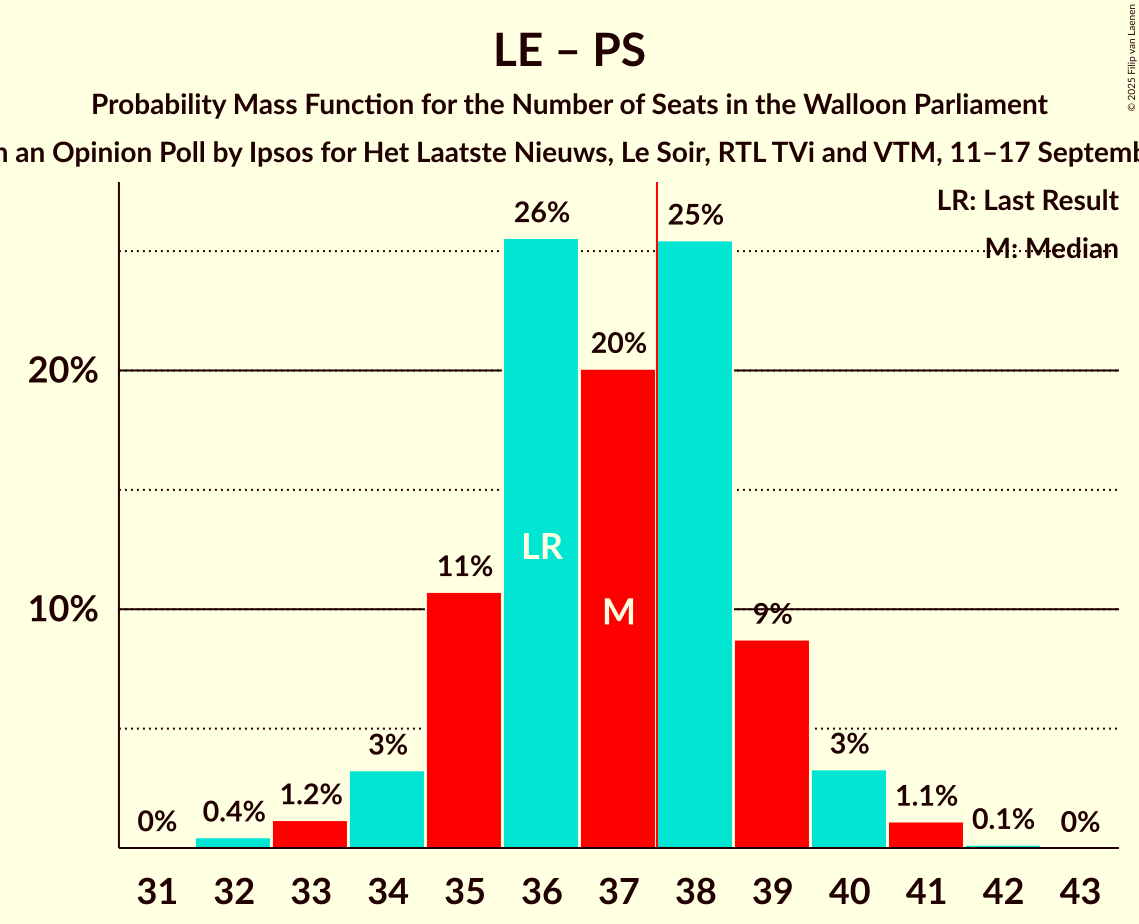 LE – PS
Probability Mass Function for the Number of Seats in the Walloon Parliament
an Opinion Poll by Ipsos for Het Laatste Nieuws, Le Soir, RTL TVi and VTM, 11–17
© 2025 Filip van Laenen
LR: Last Result
M: Median
26%
25%
20%
20%
LR
11%
M
10%
9%
3%
3%
1.2%
1.1%
0.4%
0.1%
0%
0%
31 32 33 34 35 36 37 38 39 40 41 42 43